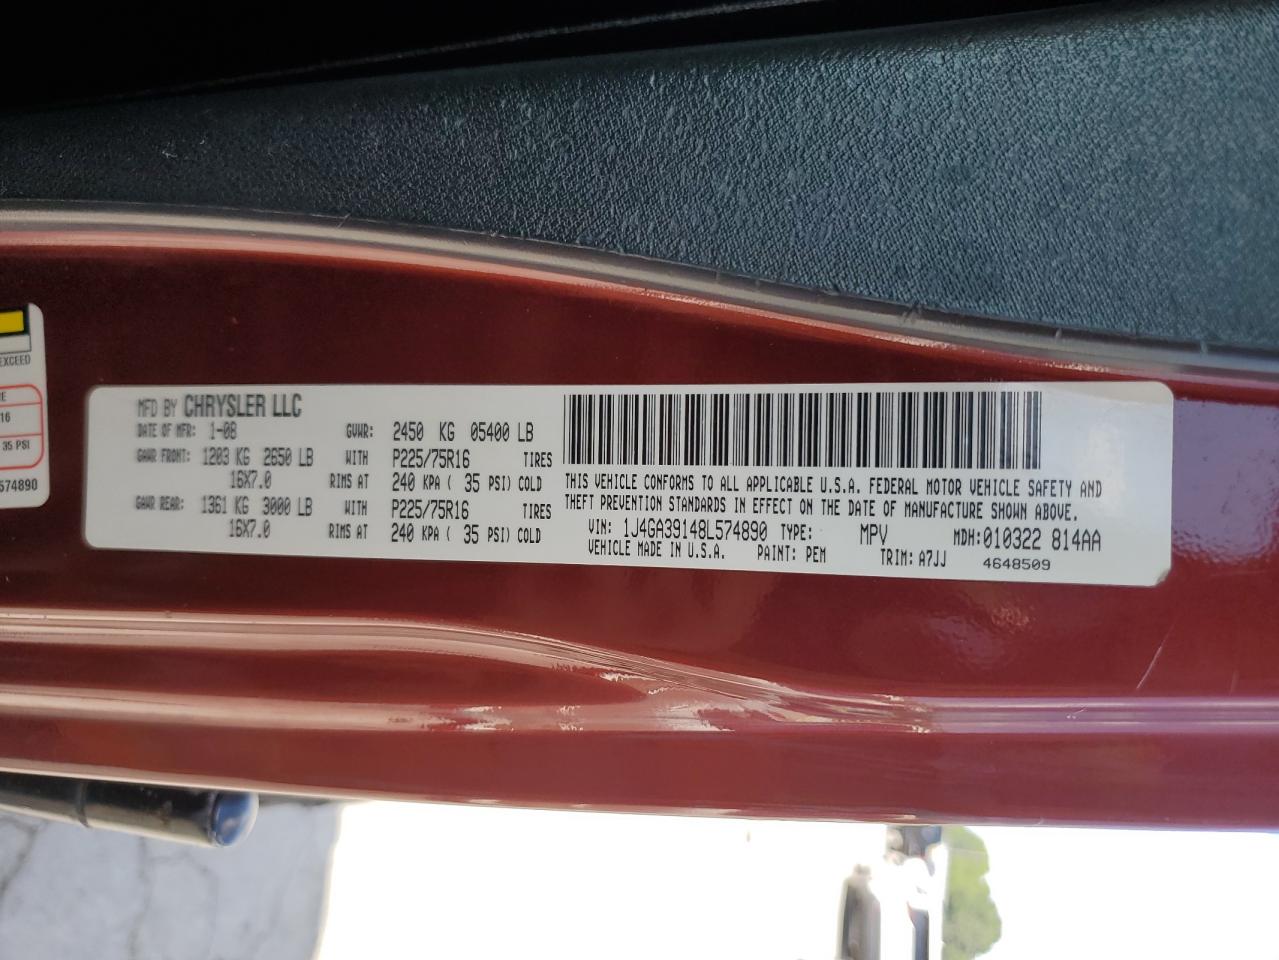 EXCEED
16
35 PSI
574890
MFD BY CHRYSLER LLC
DATE OF MFR: 1-08 GVWR: 2450 KG 05400 LB
GAWR FRONT: 1203 KG 2650 LB WITH P225/75R16 TIRES
16X7.0 RIMS AT 240 KPA ( 35 PSI) COLD
GAWR REAR: 1361 KG 3000 LB WITH P225/75R16 TIRES
16X7.0 RIMS AT 240 KPA ( 35 PSI) COLD
THIS VEHICLE CONFORMS TO ALL APPLICABLE U.S.A. FEDERAL MOTOR VEHICLE SAFETY AND
THEFT PREVENTION STANDARDS IN EFFECT ON THE DATE OF MANUFACTURE SHOWN ABOVE.
VIN: 1J4GA39148L574890 TYPE: MPV MDH: 010322 814AA
VEHICLE MADE IN U.S.A. PAINT: PEM TRIM: A7JJ 4648509